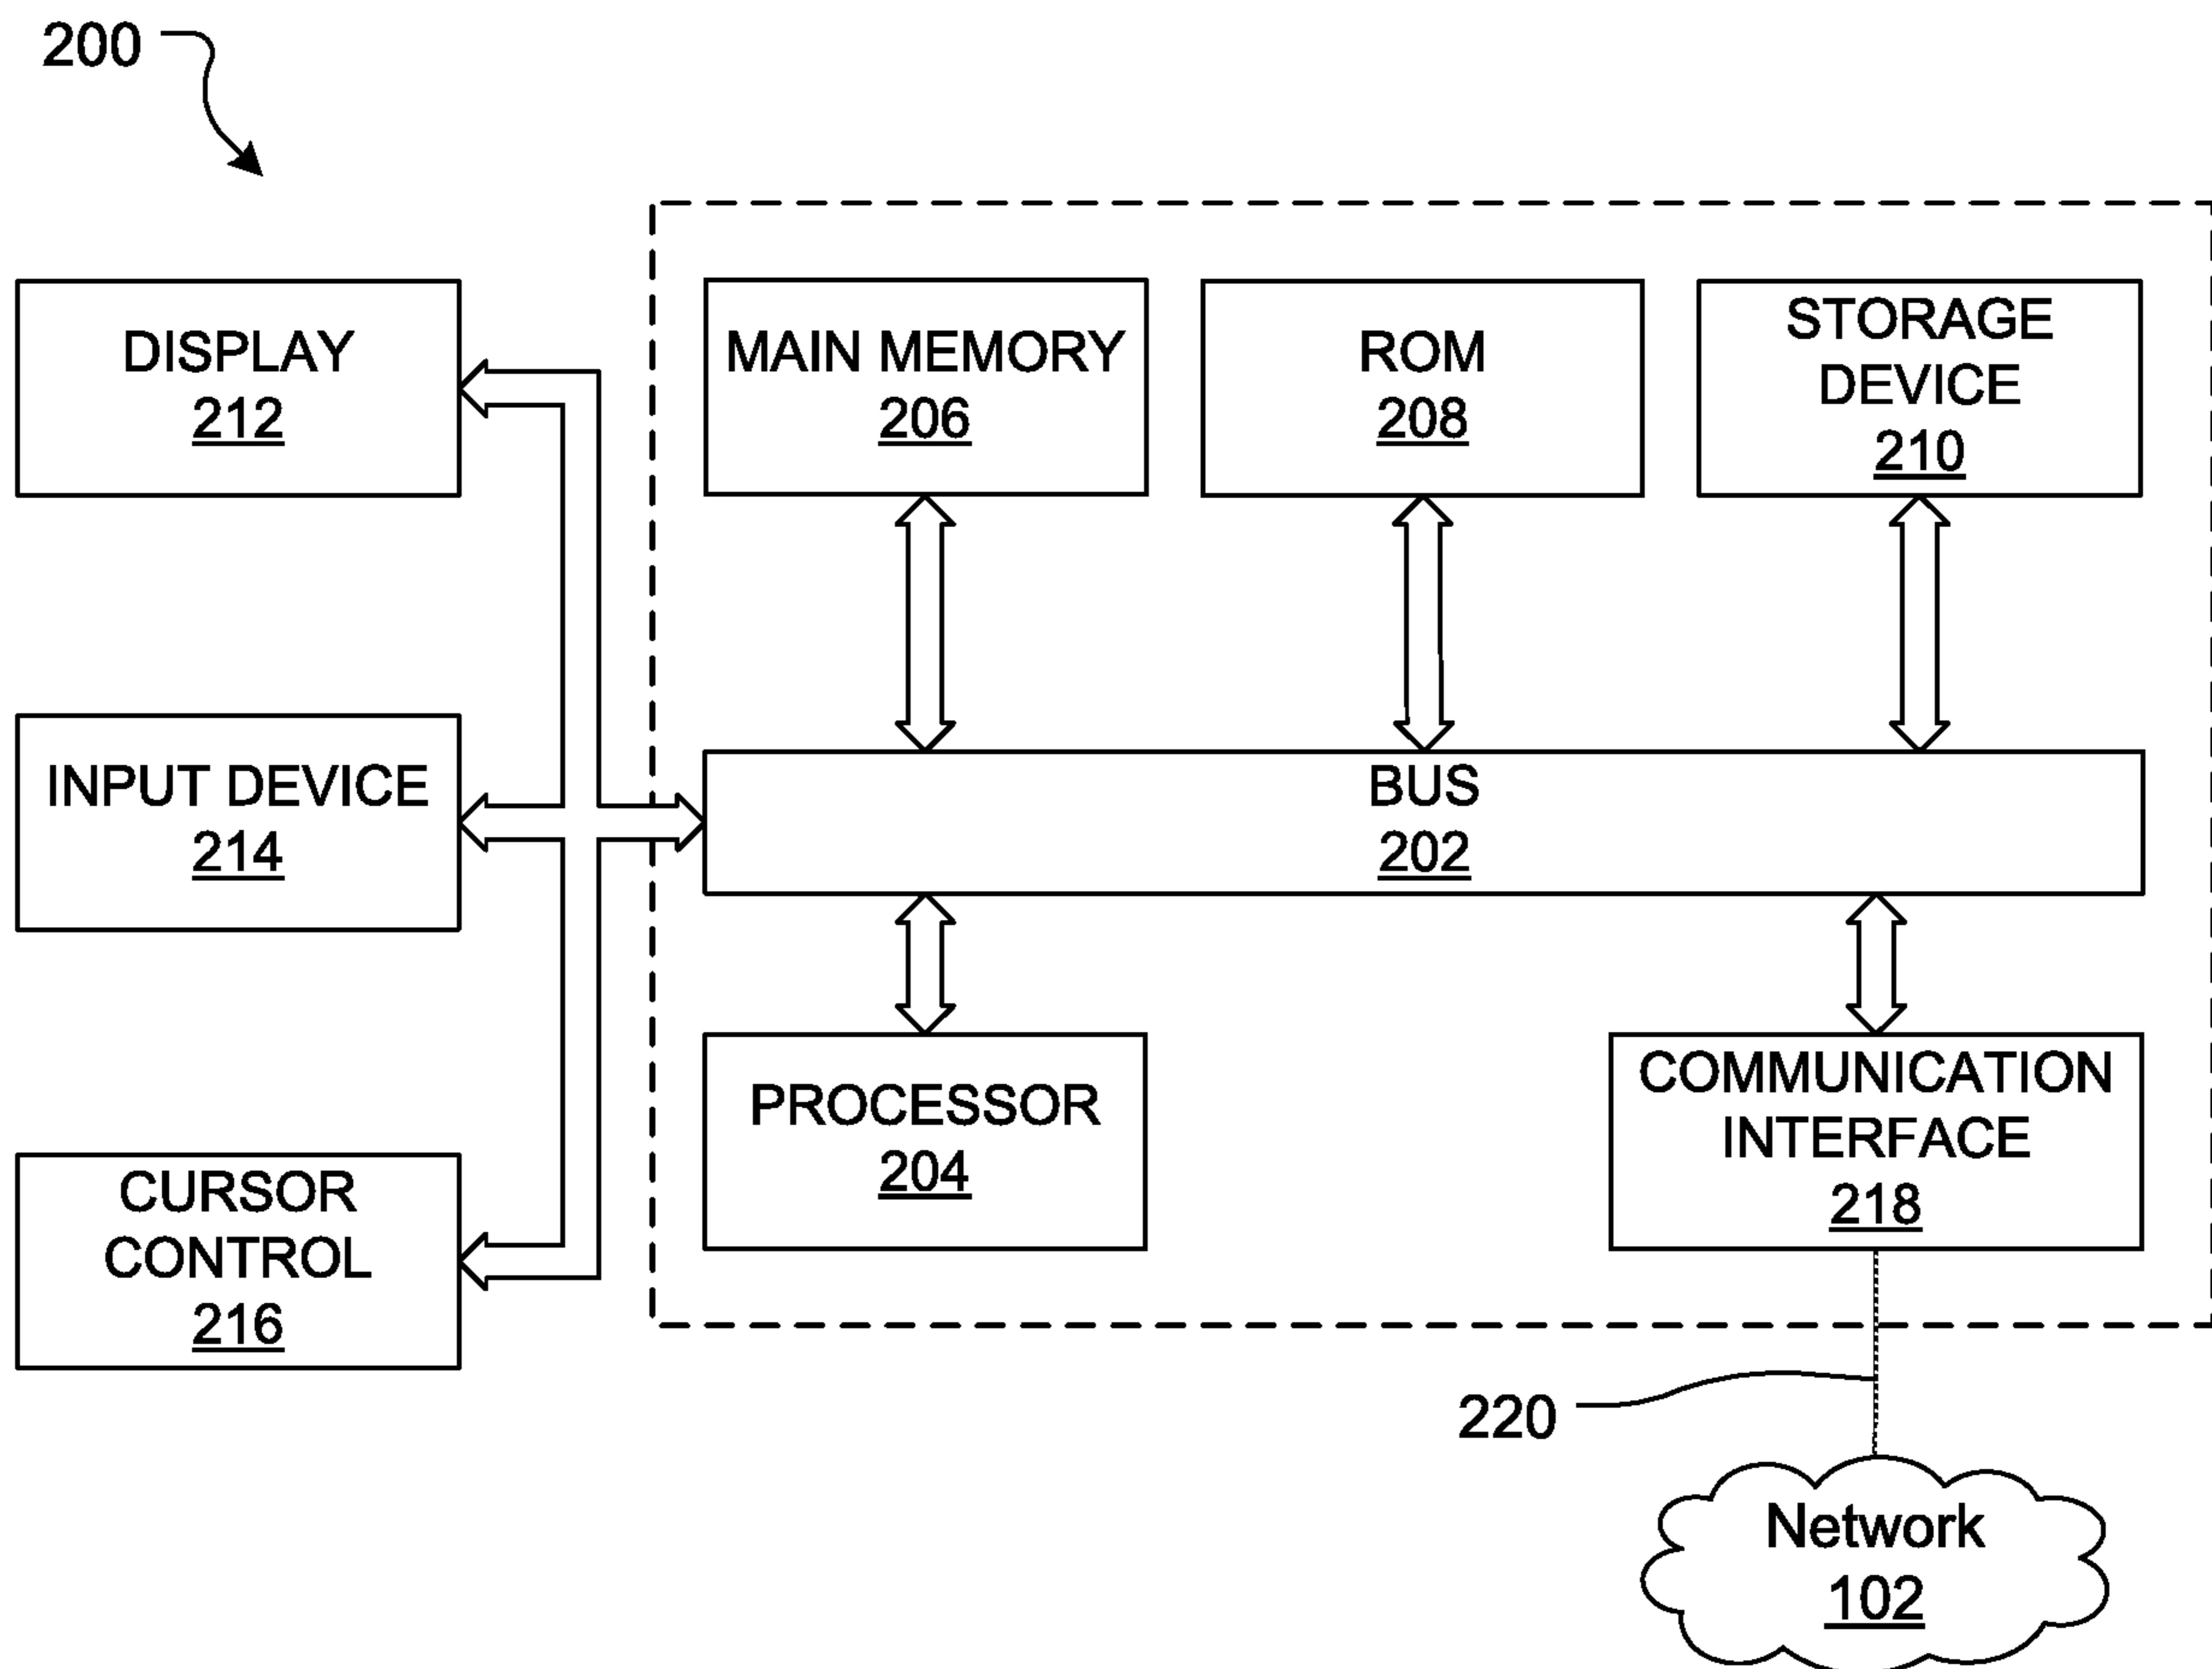 200
DISPLAY
212
MAIN MEMORY
206
ROM
208
STORAGE
DEVICE
210
INPUT DEVICE
214
BUS
202
CURSOR
CONTROL
216
PROCESSOR
204
COMMUNICATION
INTERFACE
218
220
Network
102